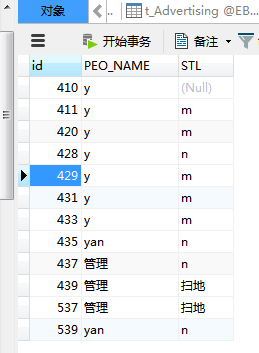 对象
t_Advertising @EB...
开始事务 备注 筛选
id PEO_NAME STL
410 y (Null)
411 y m
420 y m
428 y n
429 y m
431 y m
433 y m
435 yan n
437 管理 n
439 管理 扫地
537 管理 扫地
539 yan n